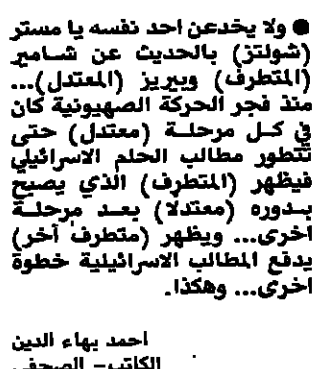 ● ولا يخدعن احد نفسه يا مستر
(شولتز) بالحديث عن شامير
(المتطرف) وبيريز (المعتدل)...
منذ فجر الحركة الصهيونية كان
في كل مرحلة (معتدل) حتى
تتطور مطالب الحلم الاسرائيلي
فيظهر (المتطرف) الذي يصبح
بدوره (معتدلا) بعد مرحلة
اخرى... ويظهر (متطرف آخر)
يدفع المطالب الاسرائيلية خطوة
اخرى... وهكذا.
احمد بهاء الدين
الكاتب - الصحفي